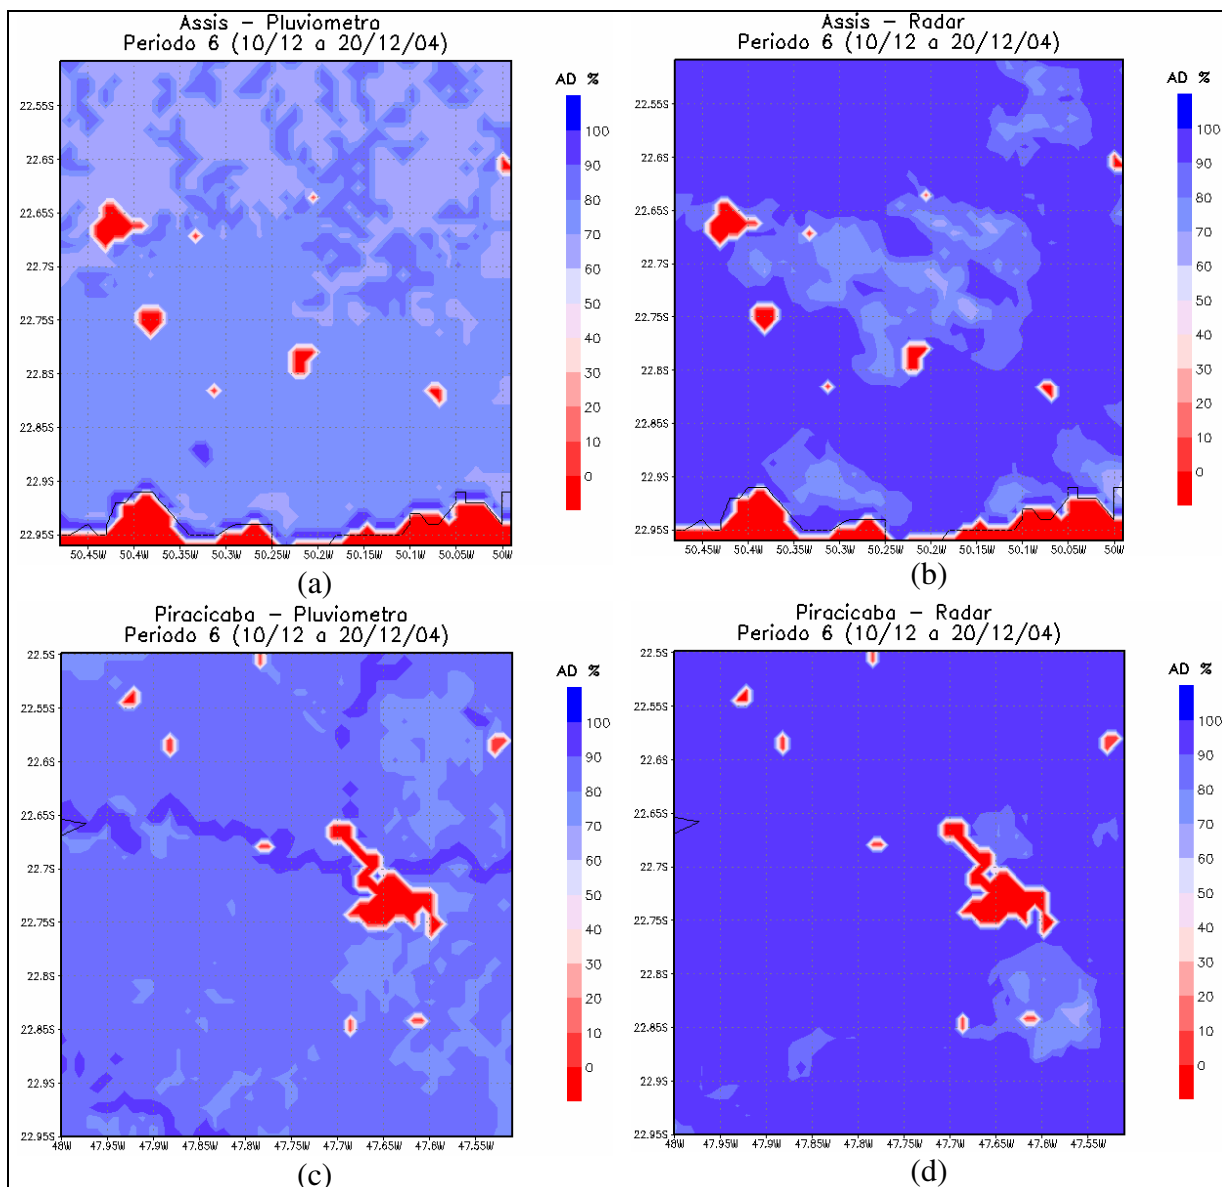 Assis – Pluviometro
Periodo 6 (10/12 a 20/12/04)
AD %
100
90
80
70
60
50
40
30
20
10
0
22.55S
22.6S
22.65S
22.7S
22.75S
22.8S
22.85S
22.9S
22.95S
50.45W 50.4W 50.35W 50.3W 50.25W 50.2W 50.15W 50.1W 50.05W 50W
(a)
Assis – Radar
Periodo 6 (10/12 a 20/12/04)
AD %
100
90
80
70
60
50
40
30
20
10
0
22.55S
22.6S
22.65S
22.7S
22.75S
22.8S
22.85S
22.9S
22.95S
50.45W 50.4W 50.35W 50.3W 50.25W 50.2W 50.15W 50.1W 50.05W 50W
(b)
Piracicaba – Pluviometro
Periodo 6 (10/12 a 20/12/04)
AD %
100
90
80
70
60
50
40
30
20
10
0
22.5S
22.55S
22.6S
22.65S
22.7S
22.75S
22.8S
22.85S
22.9S
22.95S
48W 47.95W 47.9W 47.85W 47.8W 47.75W 47.7W 47.65W 47.6W 47.55W
(c)
Piracicaba – Radar
Periodo 6 (10/12 a 20/12/04)
AD %
100
90
80
70
60
50
40
30
20
10
0
22.5S
22.55S
22.6S
22.65S
22.7S
22.75S
22.8S
22.85S
22.9S
22.95S
48W 47.95W 47.9W 47.85W 47.8W 47.75W 47.7W 47.65W 47.6W 47.55W
(d)